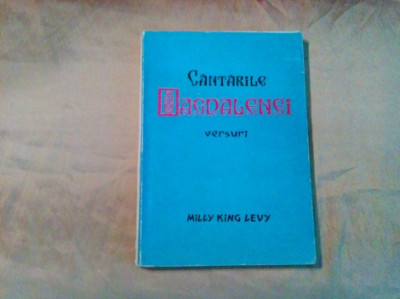 CÂNTĂRILE
MAGDALENEI
versuri
MILLY KING LEVY